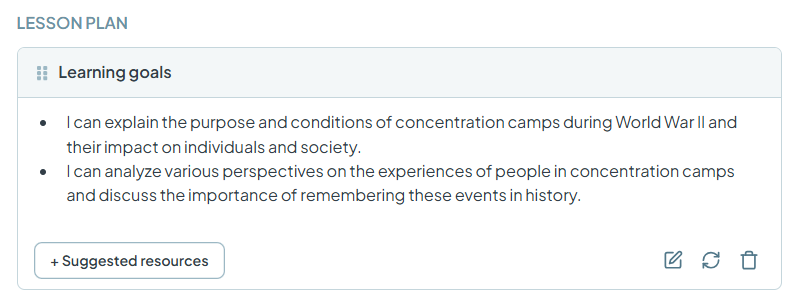 LESSON PLAN
Learning goals
• I can explain the purpose and conditions of concentration camps during World War II and
their impact on individuals and society.
• I can analyze various perspectives on the experiences of people in concentration camps
and discuss the importance of remembering these events in history.
+ Suggested resources